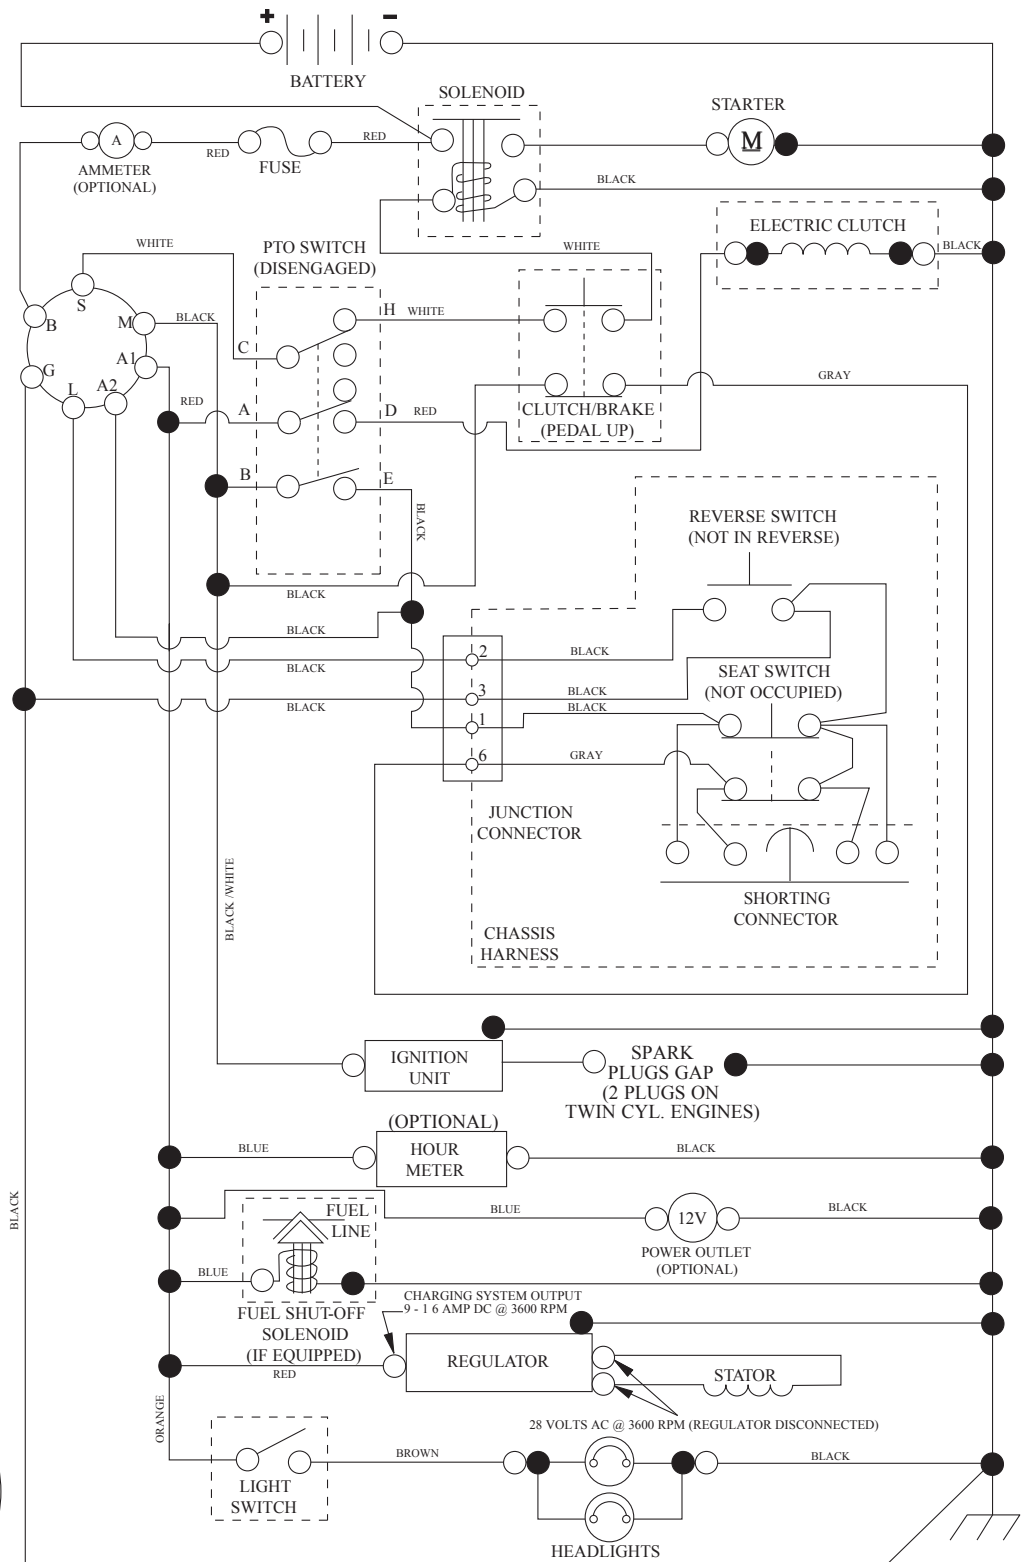 + −
BATTERY
SOLENOID
STARTER
A
RED
FUSE
RED
M
AMMETER
(OPTIONAL)
BLACK
ELECTRIC CLUTCH
BLACK
WHITE
PTO SWITCH
(DISENGAGED)
WHITE
S
B
M
BLACK
H
WHITE
C
G
A1
L
A2
RED
A
D
RED
GRAY
CLUTCH/BRAKE
(PEDAL UP)
B
E
BLACK
REVERSE SWITCH
(NOT IN REVERSE)
BLACK
BLACK
BLACK
2
BLACK
SEAT SWITCH
(NOT OCCUPIED)
BLACK
3
BLACK
BLACK
1
6
GRAY
JUNCTION
CONNECTOR
SHORTING
CONNECTOR
BLACK /WHITE
CHASSIS
HARNESS
IGNITION
UNIT
SPARK
PLUGS GAP
(2 PLUGS ON
TWIN CYL. ENGINES)
(OPTIONAL)
HOUR
METER
BLUE
BLACK
BLACK
FUEL
LINE
BLUE
12V
BLACK
POWER OUTLET
(OPTIONAL)
BLUE
CHARGING SYSTEM OUTPUT
9 - 1 6 AMP DC @ 3600 RPM
FUEL SHUT-OFF
SOLENOID
(IF EQUIPPED)
RED
REGULATOR
STATOR
ORANGE
28 VOLTS AC @ 3600 RPM (REGULATOR DISCONNECTED)
BROWN
BLACK
LIGHT
SWITCH
HEADLIGHTS